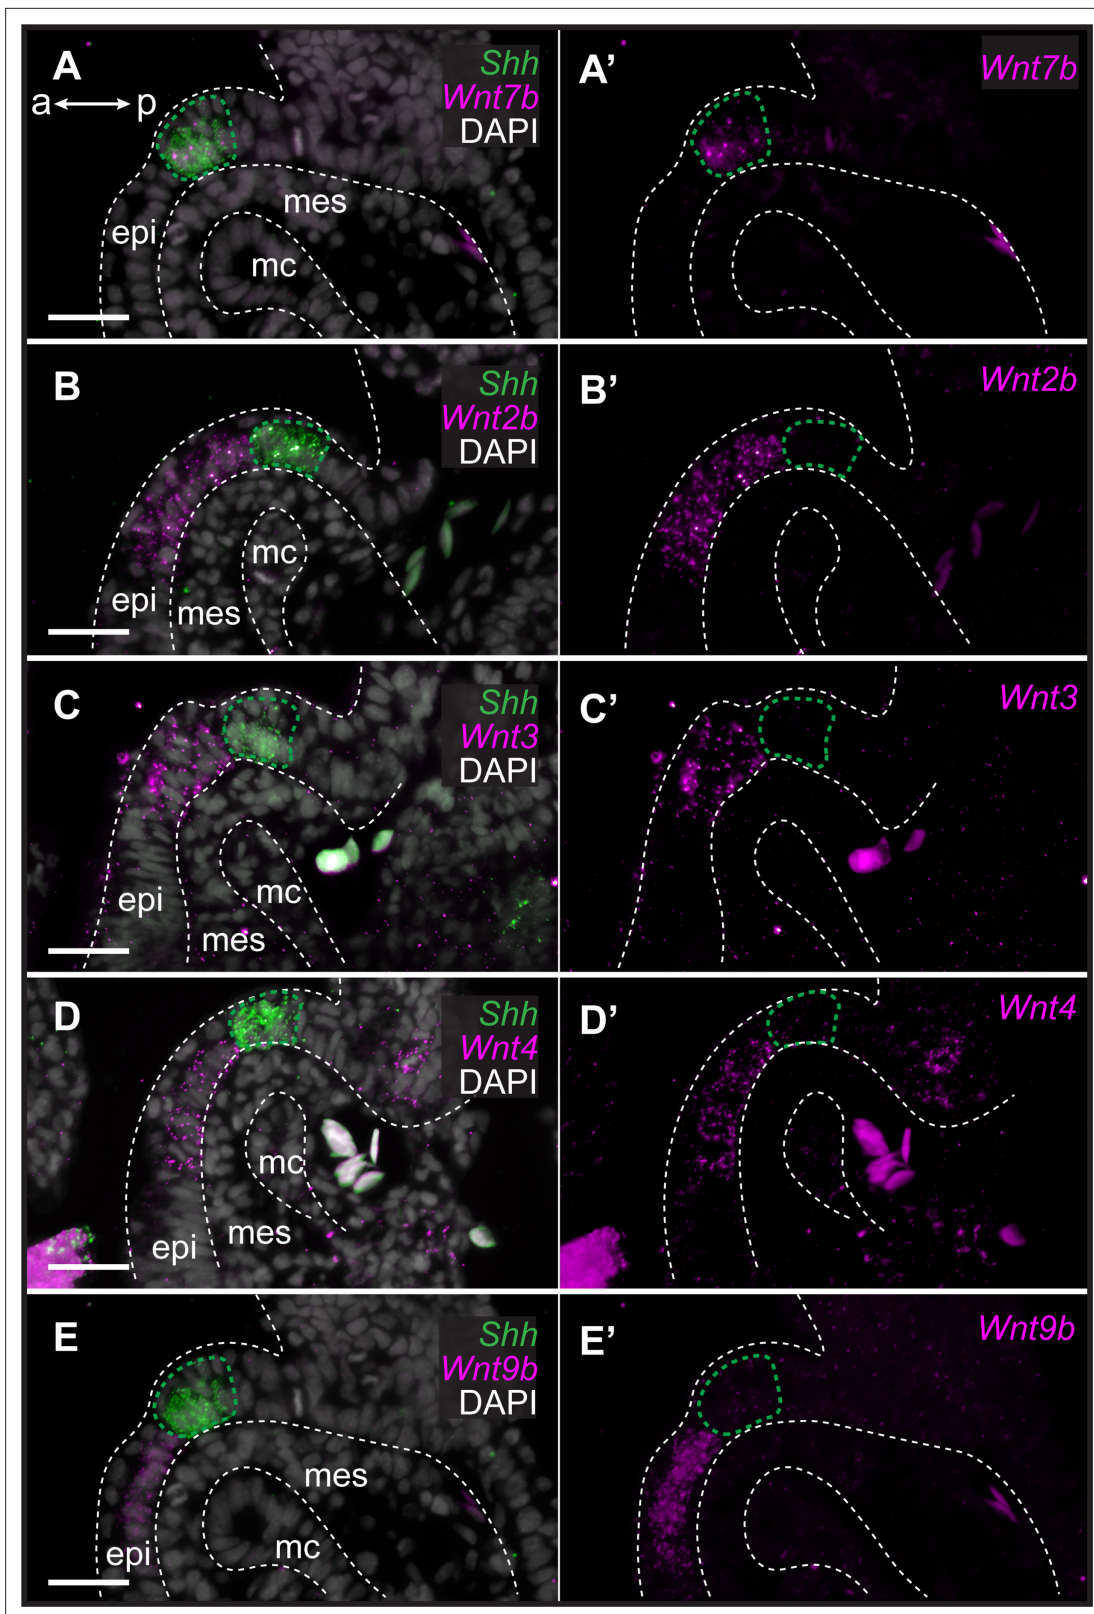 A
Shh
Wnt7b
DAPI
a p
mes
epi
mc
A’
Wnt7b
B
Shh
Wnt2b
DAPI
mc
epi
mes
B’
Wnt2b
C
Shh
Wnt3
DAPI
epi
mc
mes
C’
Wnt3
D
Shh
Wnt4
DAPI
mc
epi
mes
D’
Wnt4
E
Shh
Wnt9b
DAPI
mes
epi
mc
E’
Wnt9b